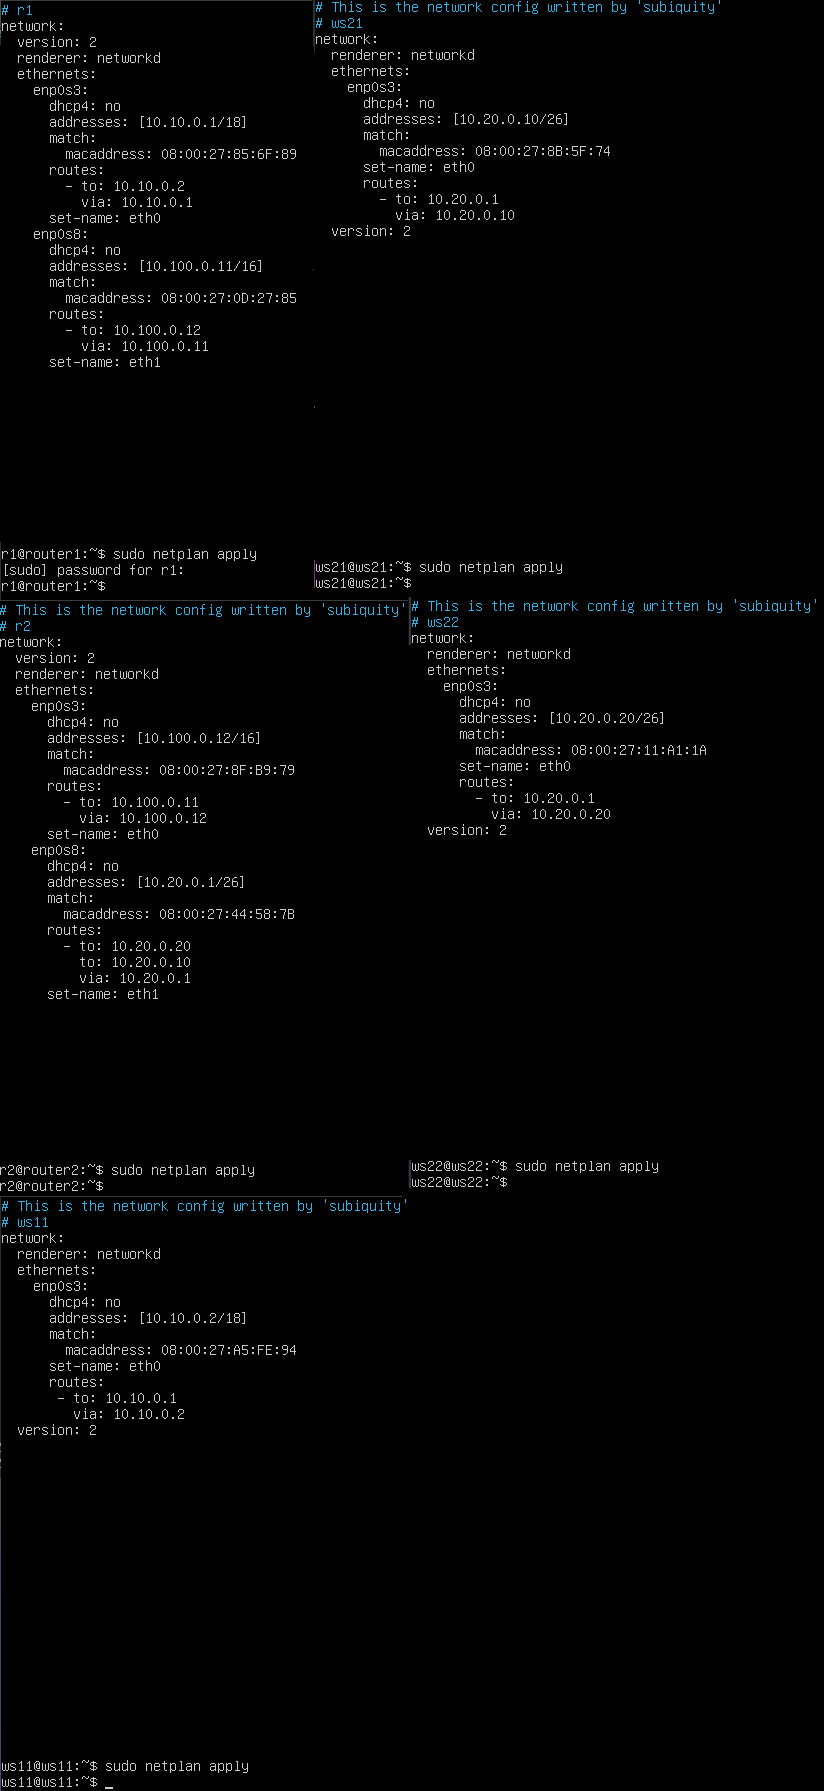 # r1
network:
  version: 2
  renderer: networkd
  ethernets:
    enp0s3:
      dhcp4: no
      addresses: [10.10.0.1/18]
      match:
        macaddress: 08:00:27:85:6F:89
      routes:
        - to: 10.10.0.2
          via: 10.10.0.1
      set-name: eth0
    enp0s8:
      dhcp4: no
      addresses: [10.100.0.11/16]
      match:
        macaddress: 08:00:27:0D:27:85
      routes:
        - to: 10.100.0.12
          via: 10.100.0.11
      set-name: eth1
r1@router1:~$ sudo netplan apply
[sudo] password for r1:
r1@router1:~$
# This is the network config written by 'subiquity'
# ws21
network:
  renderer: networkd
  ethernets:
    enp0s3:
      dhcp4: no
      addresses: [10.20.0.10/26]
      match:
        macaddress: 08:00:27:8B:5F:74
      set-name: eth0
      routes:
        - to: 10.20.0.1
          via: 10.20.0.10
  version: 2
ws21@ws21:~$ sudo netplan apply
ws21@ws21:~$
# This is the network config written by 'subiquity'
# r2
network:
  version: 2
  renderer: networkd
  ethernets:
    enp0s3:
      dhcp4: no
      addresses: [10.100.0.12/16]
      match:
        macaddress: 08:00:27:8F:B9:79
      routes:
        - to: 10.100.0.11
          via: 10.100.0.12
      set-name: eth0
    enp0s8:
      dhcp4: no
      addresses: [10.20.0.1/26]
      match:
        macaddress: 08:00:27:44:58:7B
      routes:
        - to: 10.20.0.20
          to: 10.20.0.10
          via: 10.20.0.1
      set-name: eth1
r2@router2:~$ sudo netplan apply
r2@router2:~$
# This is the network config written by 'subiquity'
# ws22
network:
  renderer: networkd
  ethernets:
    enp0s3:
      dhcp4: no
      addresses: [10.20.0.20/26]
      match:
        macaddress: 08:00:27:11:A1:1A
      set-name: eth0
      routes:
        - to: 10.20.0.1
          via: 10.20.0.20
  version: 2
ws22@ws22:~$ sudo netplan apply
ws22@ws22:~$
# This is the network config written by 'subiquity'
# ws11
network:
  renderer: networkd
  ethernets:
    enp0s3:
      dhcp4: no
      addresses: [10.10.0.2/18]
      match:
        macaddress: 08:00:27:A5:FE:94
      set-name: eth0
      routes:
       - to: 10.10.0.1
         via: 10.10.0.2
  version: 2
ws11@ws11:~$ sudo netplan apply
ws11@ws11:~$ _